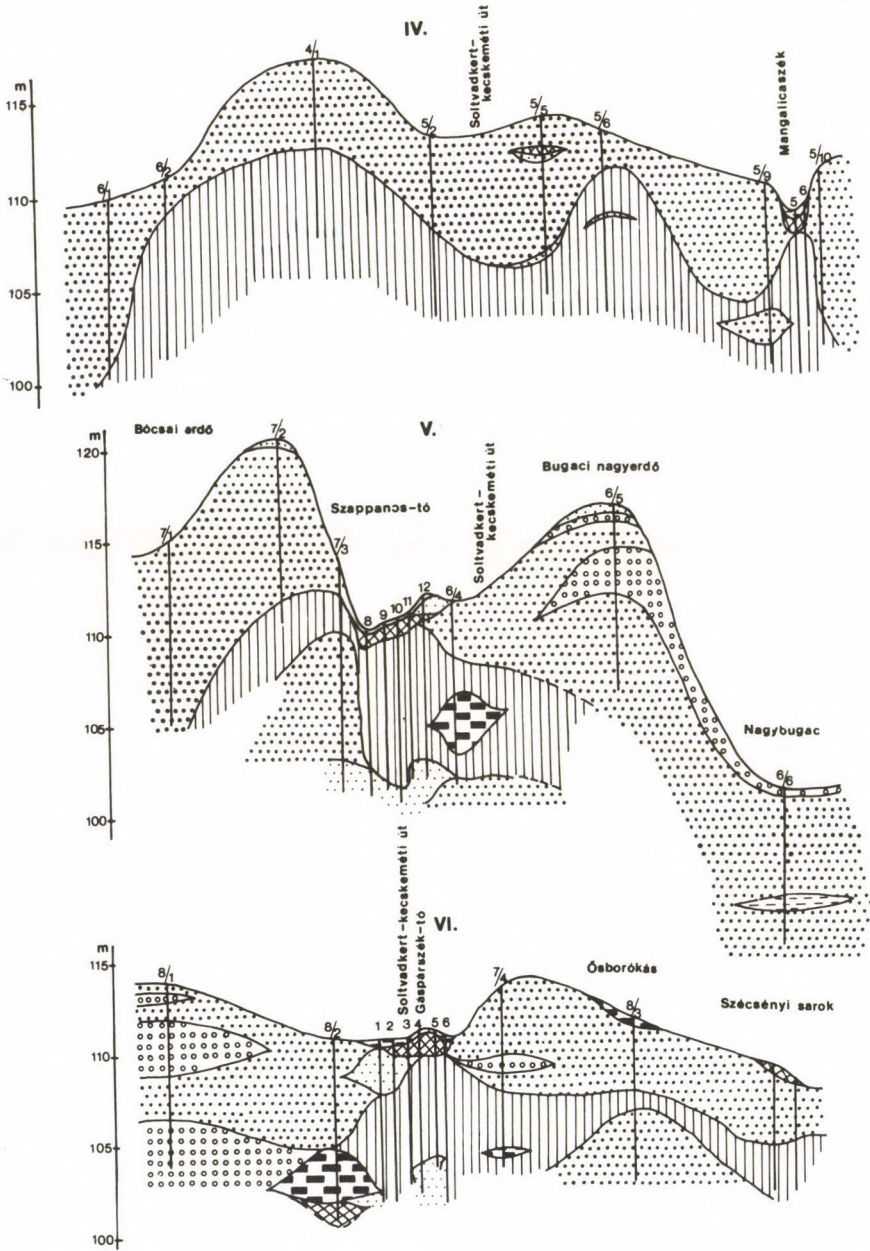 IV.
m
115
110
105
100
6/1
6/2
4/1
5/2
Soltvadkert-
kecskeméti út
5/5
5/6
Mangalicaszék
5/9
5
6
5/10
V.
m
120
115
110
105
100
Bócsai erdő
7/1
7/2
Szappanos-tó
7/3
8
9
10
11
12
6/4
Soltvadkert-
kecskeméti út
Bugaci nagyerdő
6/5
Nagybugac
6/6
VI.
m
115
110
105
100
8/1
8/2
1
2
3
4
5
6
Soltvadkert-kecskeméti út
Gáspárszék-tó
7/4
Ősborókás
8/3
Szécsényi sarok